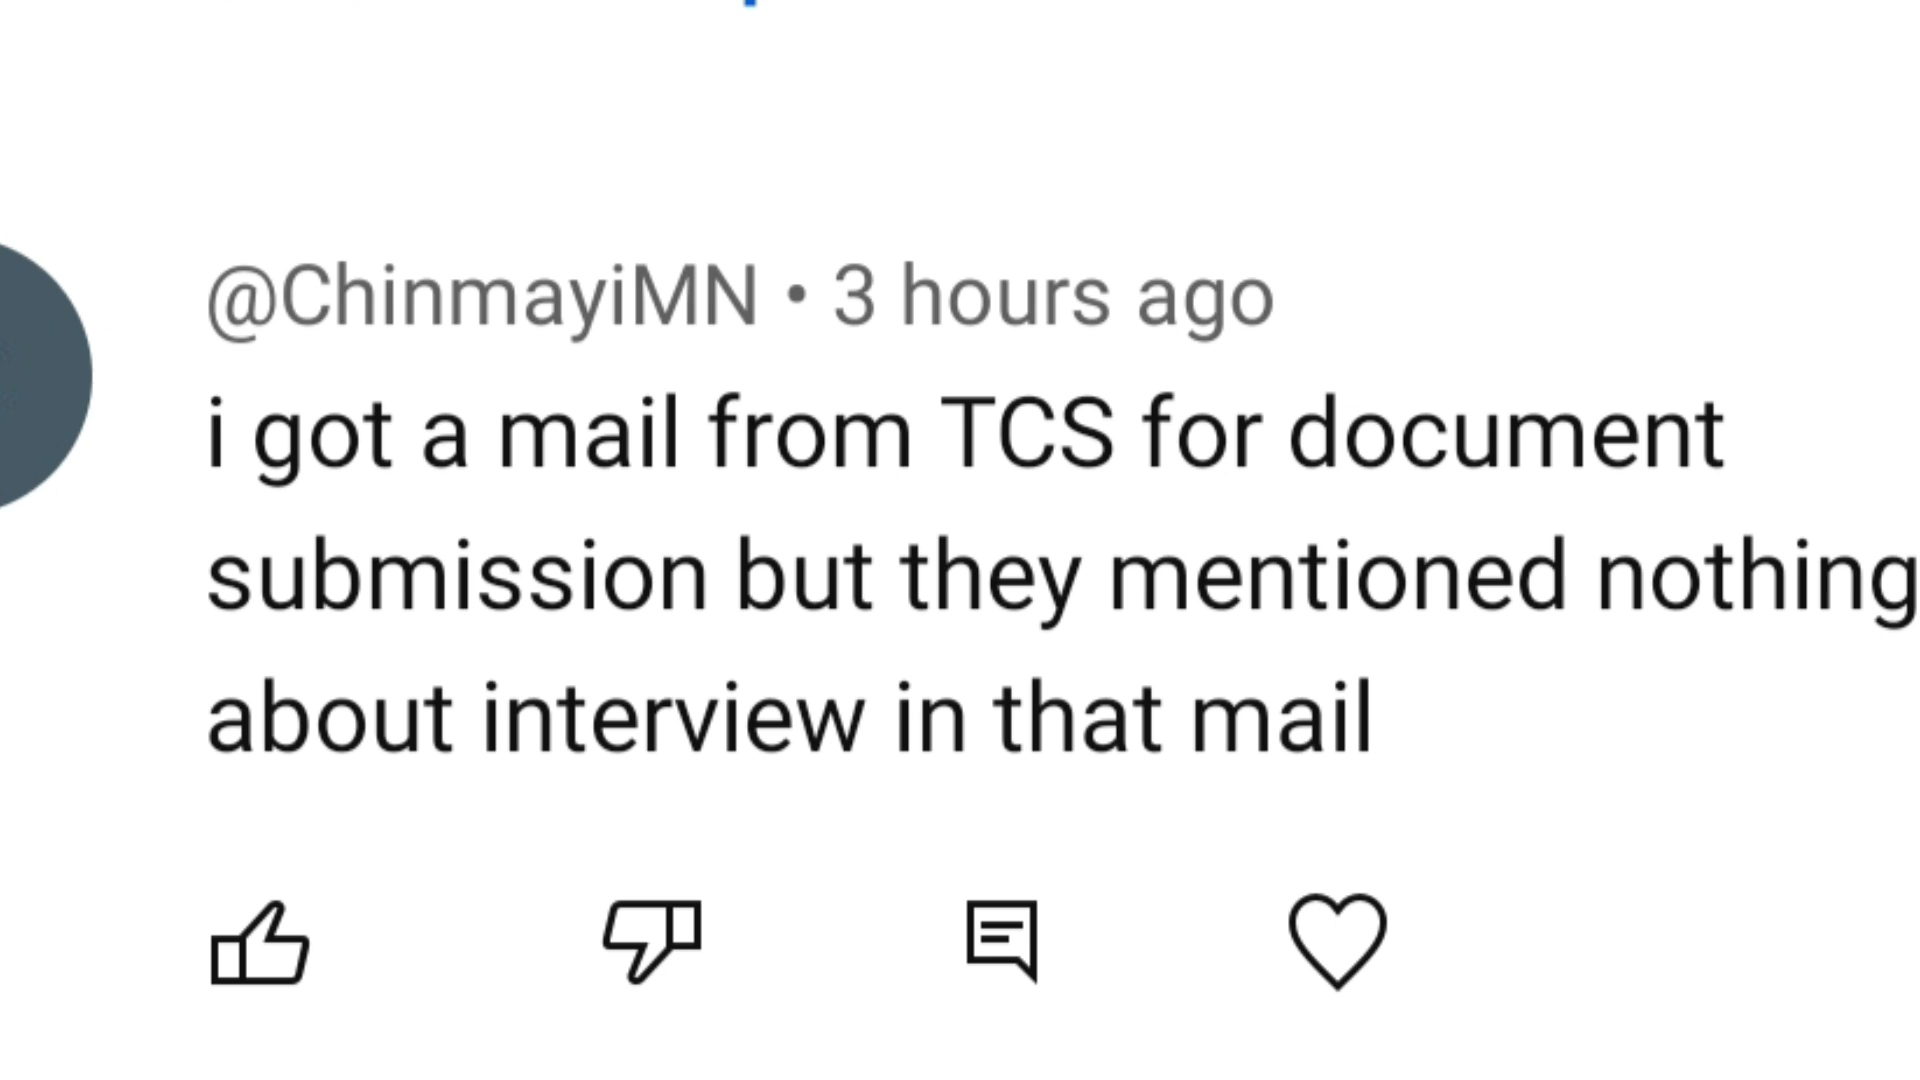 @ChinmayiMN • 3 hours ago
i got a mail from TCS for document
submission but they mentioned nothing
about interview in that mail